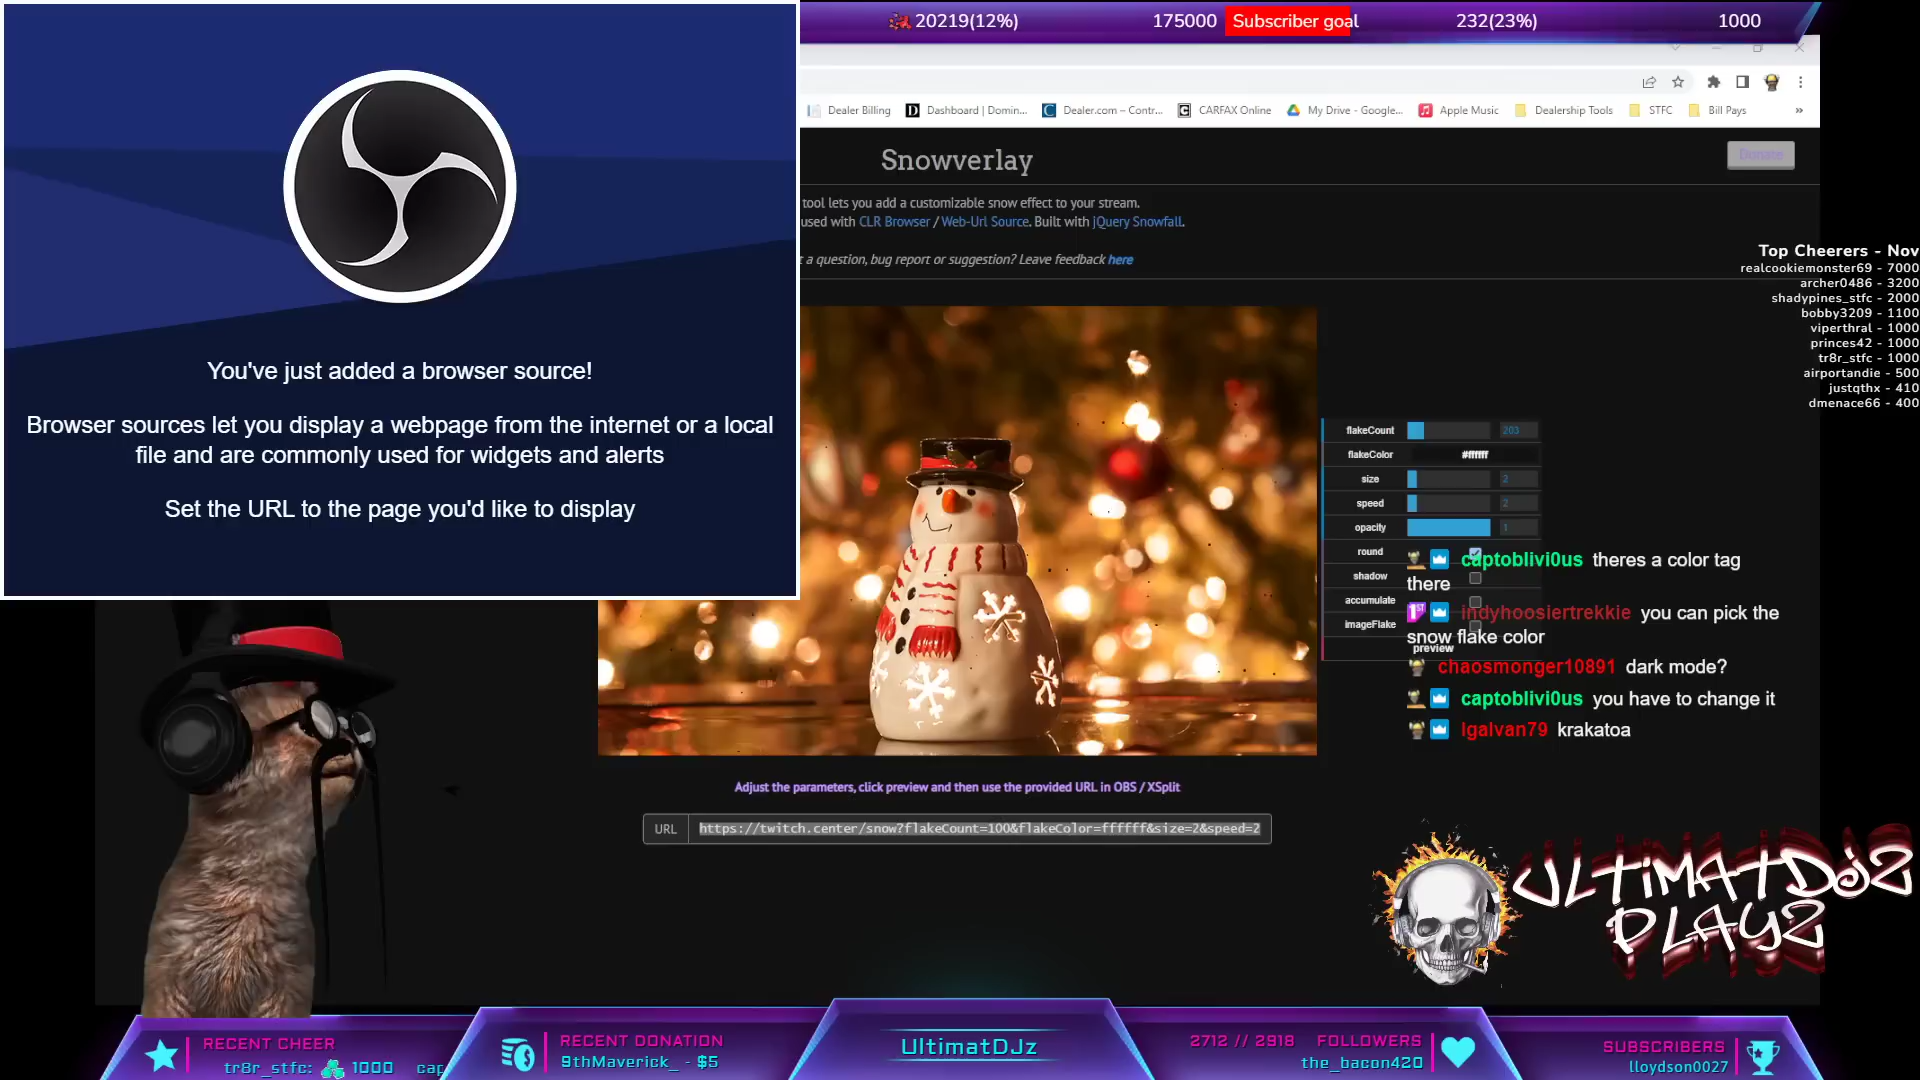 20219(12%) 175000 Subscriber goal 232(23%) 1000
Dealer Billing Dashboard | Domin... Dealer.com – Contr... CARFAX Online My Drive - Google... Apple Music Dealership Tools STFC Bill Pays »
Snowverlay
Donate
tool lets you add a customizable snow effect to your stream.
used with CLR Browser / Web-Url Source. Built with jQuery Snowfall.
a question, bug report or suggestion? Leave feedback here
You've just added a browser source!
Browser sources let you display a webpage from the internet or a local
file and are commonly used for widgets and alerts
Set the URL to the page you'd like to display
Top Cheerers - Nov
realcookiemonster69 - 7000
archer0486 - 3200
shadypines_stfc - 2000
bobby3209 - 1100
viperthral - 1000
princes42 - 1000
tr8r_stfc - 1000
airportandie - 500
justqthx - 410
dmenace66 - 400
flakeCount 203
flakeColor #ffffff
size 2
speed 2
opacity 1
round
shadow
accumulate
imageFlake
preview
captoblivi0us theres a color tag
there
indyhoosiertrekkie you can pick the
snow flake color
chaosmonger10891 dark mode?
captoblivi0us you have to change it
lgalvan79 krakatoa
Adjust the parameters, click preview and then use the provided URL in OBS / XSplit
URL https://twitch.center/snow?flakeCount=100&flakeColor=ffffff&size=2&speed=2
ULTIMATDJZ
PLAYZ
RECENT CHEER
tr8r_stfc: 1000 cap
RECENT DONATION
9thMaverick_ - $5
UltimatDJz
2712 // 2918 FOLLOWERS
the_bacon420
SUBSCRIBERS
lloydson0027